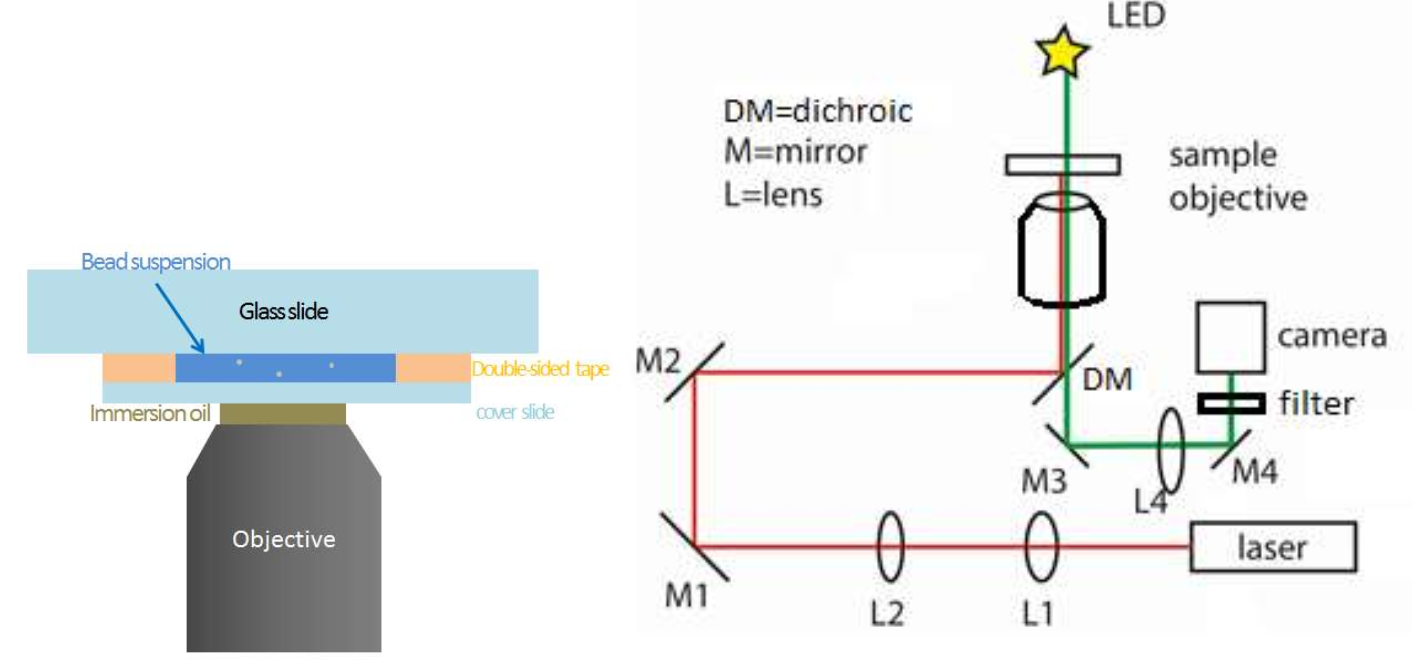 Bead suspension
Glass slide
Double-sided tape
Immersion oil
cover slide
Objective
LED
DM=dichroic
M=mirror
L=lens
sample
objective
camera
filter
M2
DM
M3
L4
M4
laser
M1
L2
L1